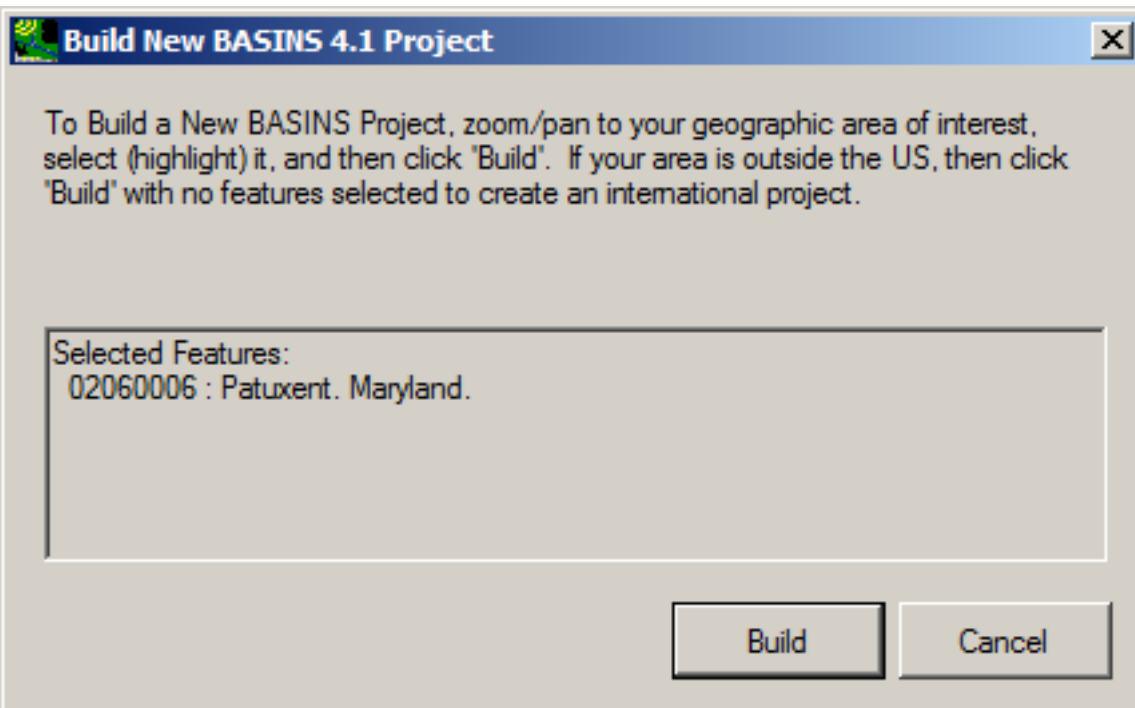 Build New BASINS 4.1 Project
To Build a New BASINS Project, zoom/pan to your geographic area of interest,
select (highlight) it, and then click 'Build'.  If your area is outside the US, then click
'Build' with no features selected to create an international project.
Selected Features:
02060006 : Patuxent. Maryland.
Build
Cancel